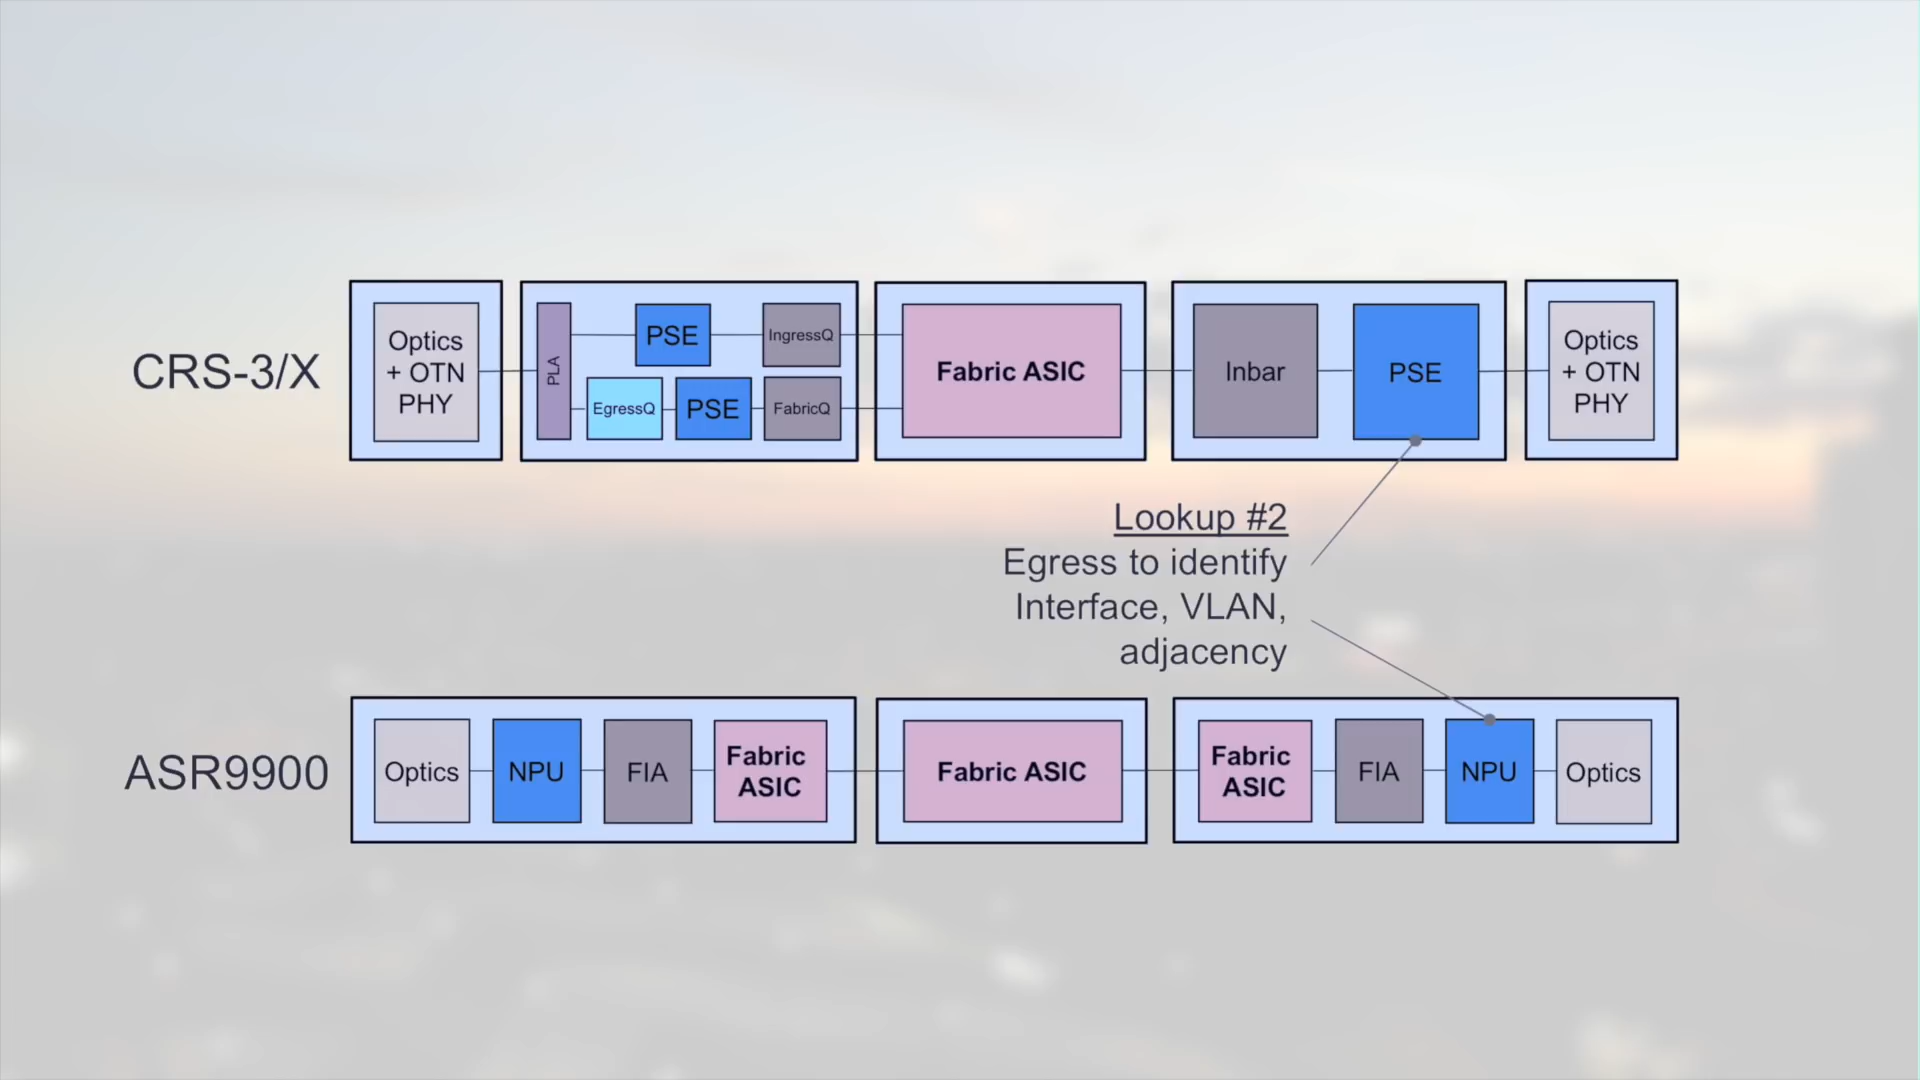 CRS-3/X
Optics
+ OTN
PHY
PLA
PSE
IngressQ
EgressQ
PSE
FabricQ
Fabric ASIC
Inbar
PSE
Optics
+ OTN
PHY
Lookup #2
Egress to identify
Interface, VLAN,
adjacency
ASR9900
Optics
NPU
FIA
Fabric
ASIC
Fabric ASIC
Fabric
ASIC
FIA
NPU
Optics